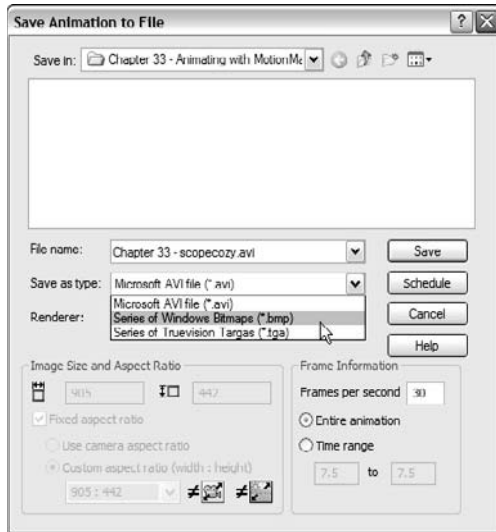 Save Animation to File
Save in: Chapter 33 - Animating with MotionMa
File name: Chapter 33 - scopecozy.avi
Save
Save as type: Microsoft AVI file (*.avi)
Schedule
Microsoft AVI file (*.avi)
Renderer: Series of Windows Bitmaps (*.bmp)
Cancel
Series of Truevision Targas (*.tga)
Help
Image Size and Aspect Ratio
Frame Information
905
442
Frames per second 30
Fixed aspect ratio
Entire animation
Use camera aspect ratio
Time range
Custom aspect ratio (width : height)
7.5 to 7.5
905 : 442